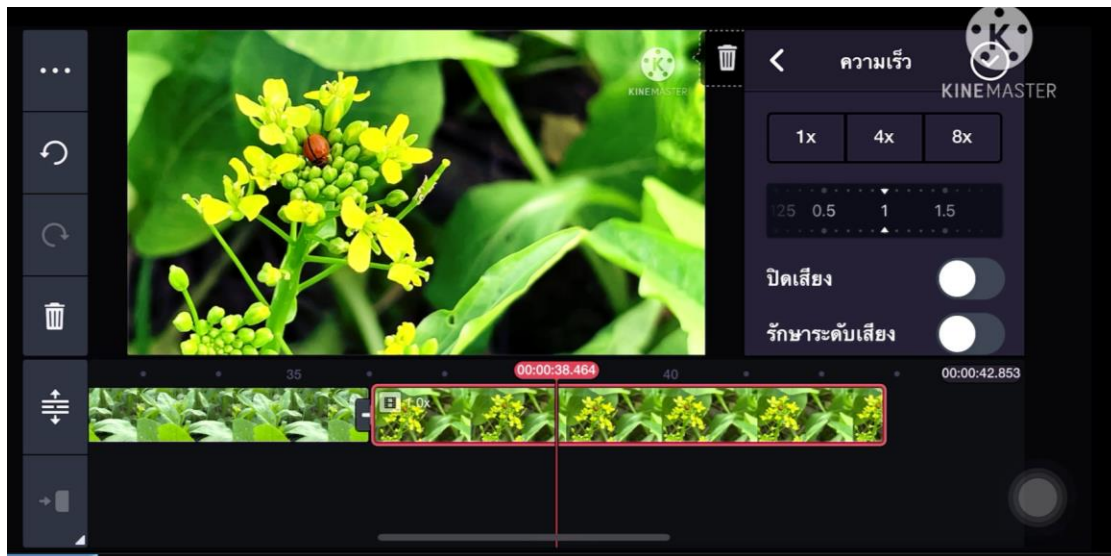 ความเร็ว
KINEMASTER
KINEMASTER
1x 4x 8x
125 0.5 1 1.5
ปิดเสียง
รักษาระดับเสียง
35 00:00:38.464 40 00:00:42.853
1.0x